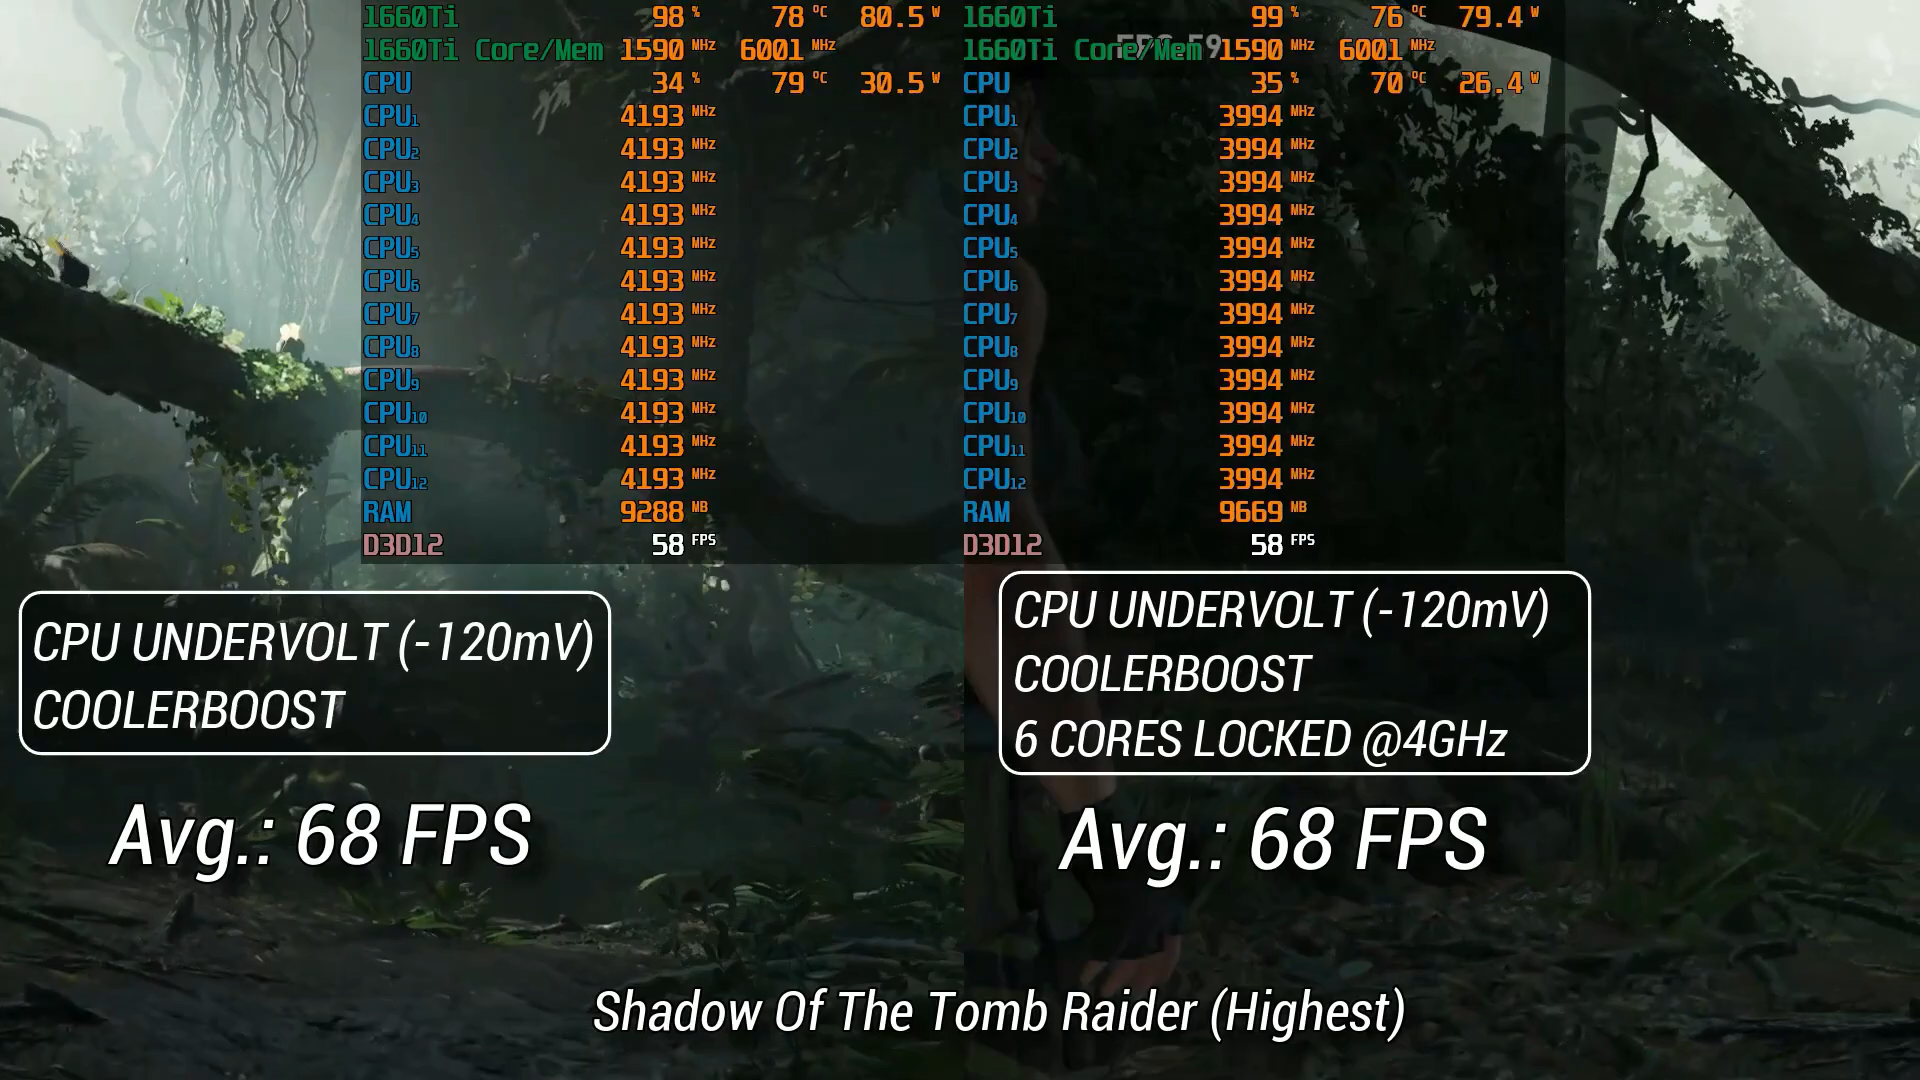 1660Ti 98 % 78 °C 80.5 W
1660Ti Core/Mem 1590 MHz 6001 MHz
CPU 34 % 79 °C 30.5 W
CPU1 4193 MHz
CPU2 4193 MHz
CPU3 4193 MHz
CPU4 4193 MHz
CPU5 4193 MHz
CPU6 4193 MHz
CPU7 4193 MHz
CPU8 4193 MHz
CPU9 4193 MHz
CPU10 4193 MHz
CPU11 4193 MHz
CPU12 4193 MHz
RAM 9288 MB
D3D12 58 FPS
CPU UNDERVOLT (-120mV)
COOLERBOOST
Avg.: 68 FPS
1660Ti 99 % 76 °C 79.4 W
FPS 59
1660Ti Core/Mem 1590 MHz 6001 MHz
CPU 35 % 70 °C 26.4 W
CPU1 3994 MHz
CPU2 3994 MHz
CPU3 3994 MHz
CPU4 3994 MHz
CPU5 3994 MHz
CPU6 3994 MHz
CPU7 3994 MHz
CPU8 3994 MHz
CPU9 3994 MHz
CPU10 3994 MHz
CPU11 3994 MHz
CPU12 3994 MHz
RAM 9669 MB
D3D12 58 FPS
CPU UNDERVOLT (-120mV)
COOLERBOOST
6 CORES LOCKED @4GHz
Avg.: 68 FPS
Shadow Of The Tomb Raider (Highest)